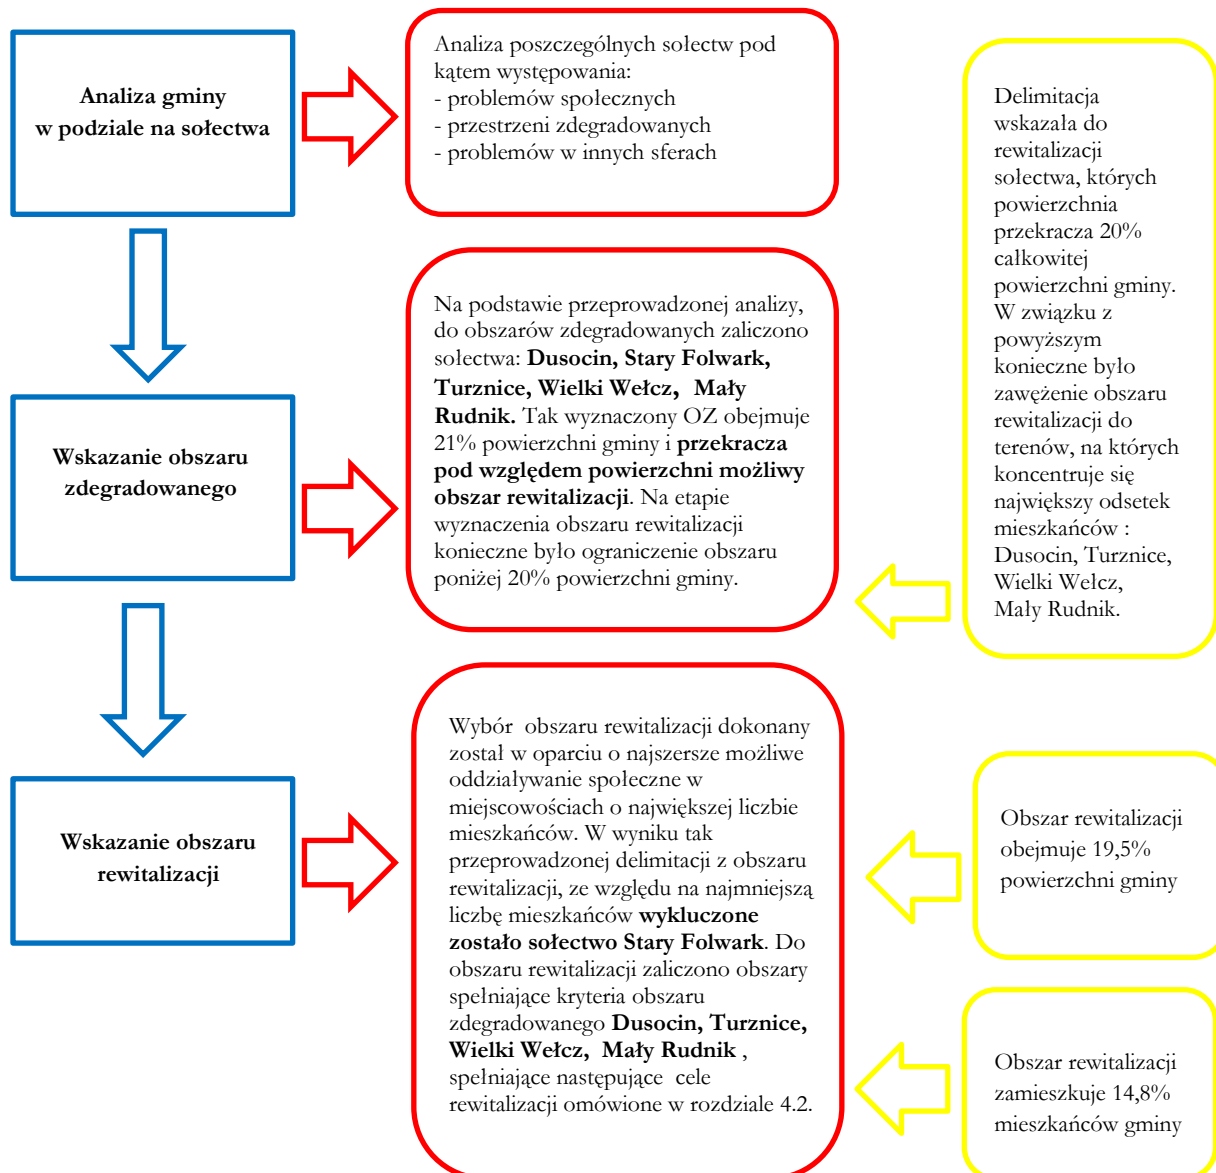 Analiza gminy
w podziale na sołectwa
Analiza poszczególnych sołectw pod
kątem występowania:
- problemów społecznych
- przestrzeni zdegradowanych
- problemów w innych sferach
Delimitacja
wskazała do
rewitalizacji
sołectwa, których
powierzchnia
przekracza 20%
całkowitej
powierzchni gminy.
W związku z
powyższym
konieczne było
zawężenie obszaru
rewitalizacji do
terenów, na których
koncentruje się
największy odsetek
mieszkańców :
Dusocin, Turznice,
Wielki Wełcz,
Mały Rudnik.
Wskazanie obszaru
zdegradowanego
Na podstawie przeprowadzonej analizy,
do obszarów zdegradowanych zaliczono
sołectwa: Dusocin, Stary Folwark,
Turznice, Wielki Wełcz, Mały
Rudnik. Tak wyznaczony OZ obejmuje
21% powierzchni gminy i przekracza
pod względem powierzchni możliwy
obszar rewitalizacji. Na etapie
wyznaczenia obszaru rewitalizacji
konieczne było ograniczenie obszaru
poniżej 20% powierzchni gminy.
Wskazanie obszaru
rewitalizacji
Wybór obszaru rewitalizacji dokonany
został w oparciu o najszersze możliwe
oddziaływanie społeczne w
miejscowościach o największej liczbie
mieszkańców. W wyniku tak
przeprowadzonej delimitacji z obszaru
rewitalizacji, ze względu na najmniejszą
liczbę mieszkańców wykluczone
zostało sołectwo Stary Folwark. Do
obszaru rewitalizacji zaliczono obszary
spełniające kryteria obszaru
zdegradowanego Dusocin, Turznice,
Wielki Wełcz, Mały Rudnik ,
spełniające następujące cele
rewitalizacji omówione w rozdziale 4.2.
Obszar rewitalizacji
obejmuje 19,5%
powierzchni gminy
Obszar rewitalizacji
zamieszkuje 14,8%
mieszkańców gminy